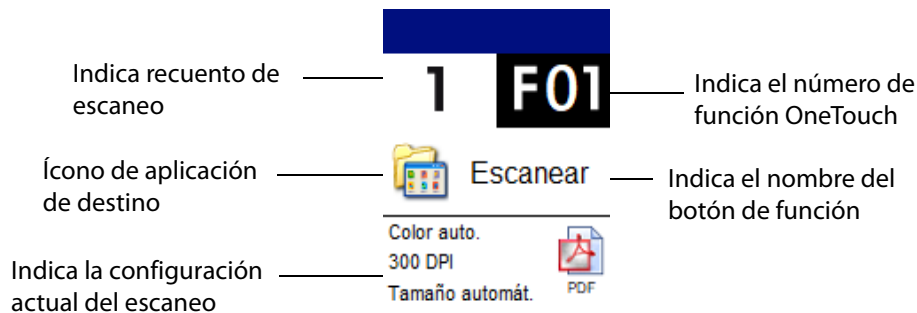 Indica recuento de
escaneo
1 F01
Indica el número de
función OneTouch
Ícono de aplicación
de destino
Escanear
Indica el nombre del
botón de función
Indica la configuración
actual del escaneo
Color auto.
300 DPI
Tamaño automát.
PDF